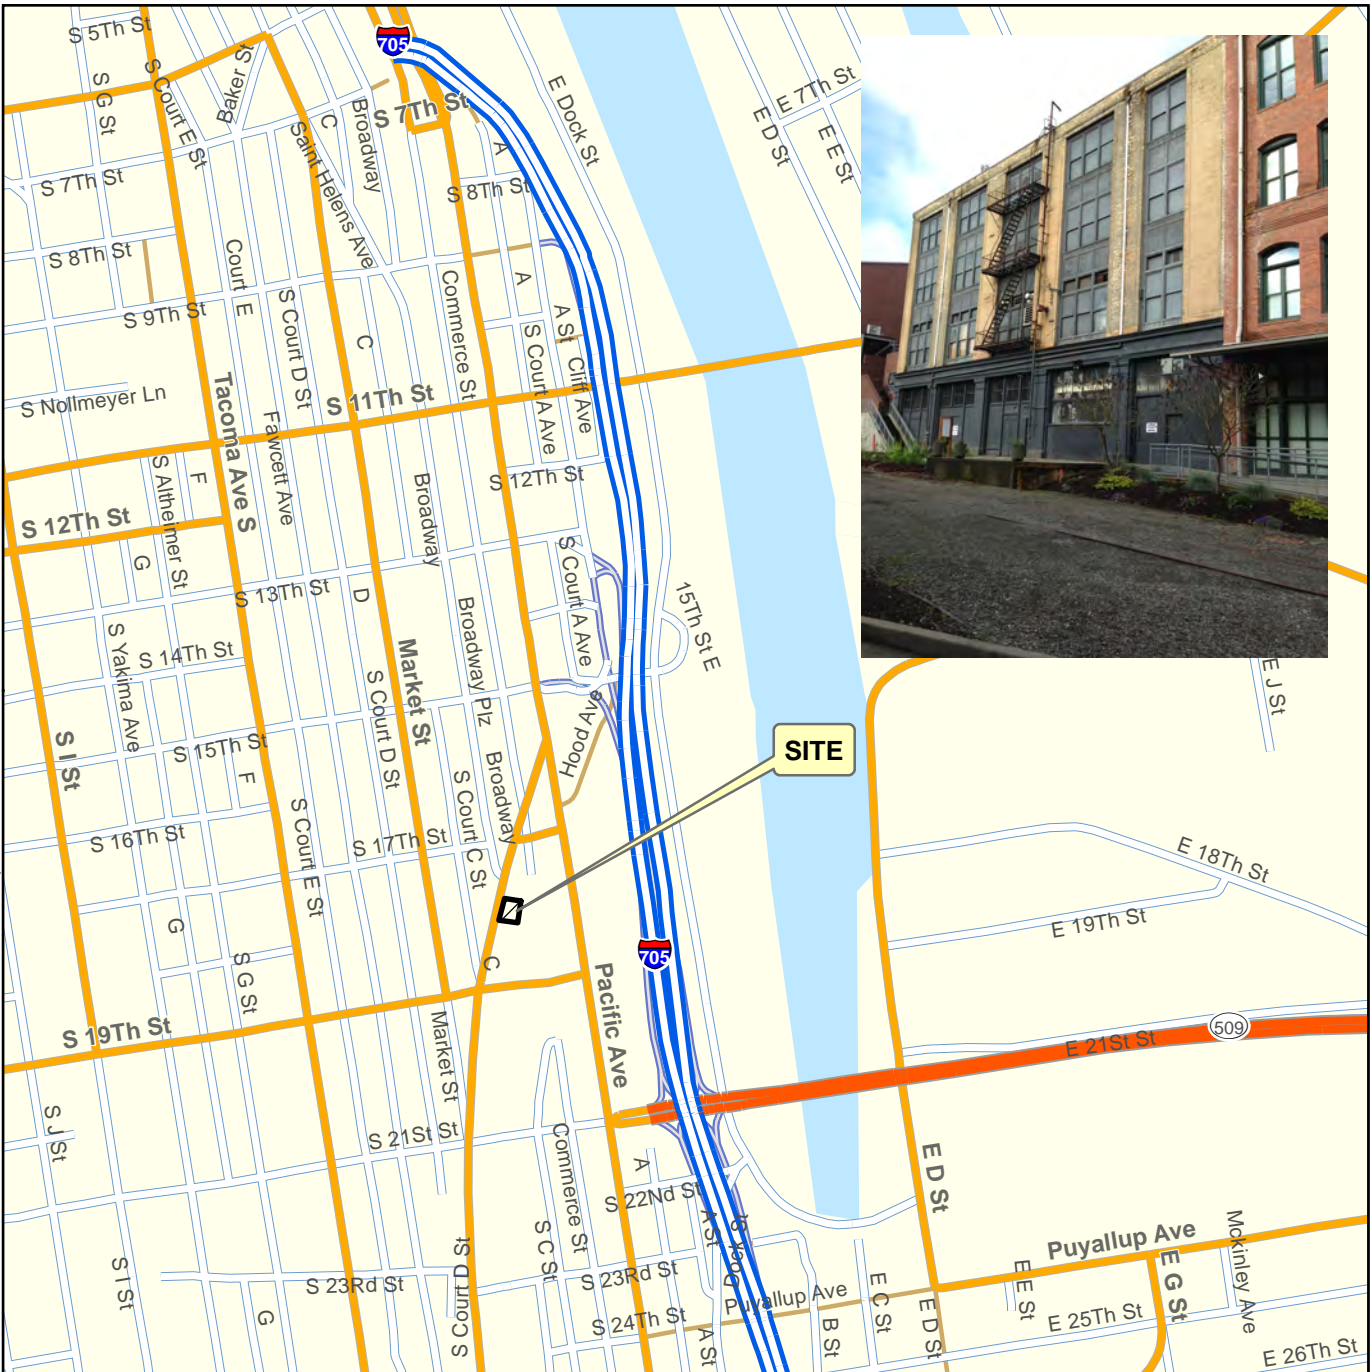 S 5Th St
705
S Court E St
Baker St
S G St
C
Broadway
S 7Th St
E Dock St
E 7Th St
E D St
E E St
A
Saint Helens Ave
S 7Th St
S 8Th St
S 8Th St
Court E
S Court D St
S 9Th St
C
Commerce St
A
A St
S Court A Ave
Cliff Ave
S Nollmeyer Ln
Tacoma Ave S
S 11Th St
Fawcett Ave
S Altheimer St
F
Broadway
S 12Th St
S 12Th St
G
S 13Th St
D
S Court A Ave
15Th St E
S Yakima Ave
S 14Th St
Market St
Broadway Plz
S Court D St
Hood Ave
E J St
S I St
S 15Th St
F
SITE
Broadway
S Court C St
S 16Th St
S Court E St
S 17Th St
E 18Th St
G
E 19Th St
S G St
C
705
Pacific Ave
S 19Th St
Market St
509
E 21St St
S J St
S 21St St
Commerce St
A
S 22Nd St
E D St
A St
Dock St
S C St
S I St
S 23Rd St
G
S Court D St
S 23Rd St
Puyallup Ave
Mckinley Ave
E G St
E E St
Puyallup Ave
E C St
E D St
B St
S 24Th St
A St
E 25Th St
E 26Th St